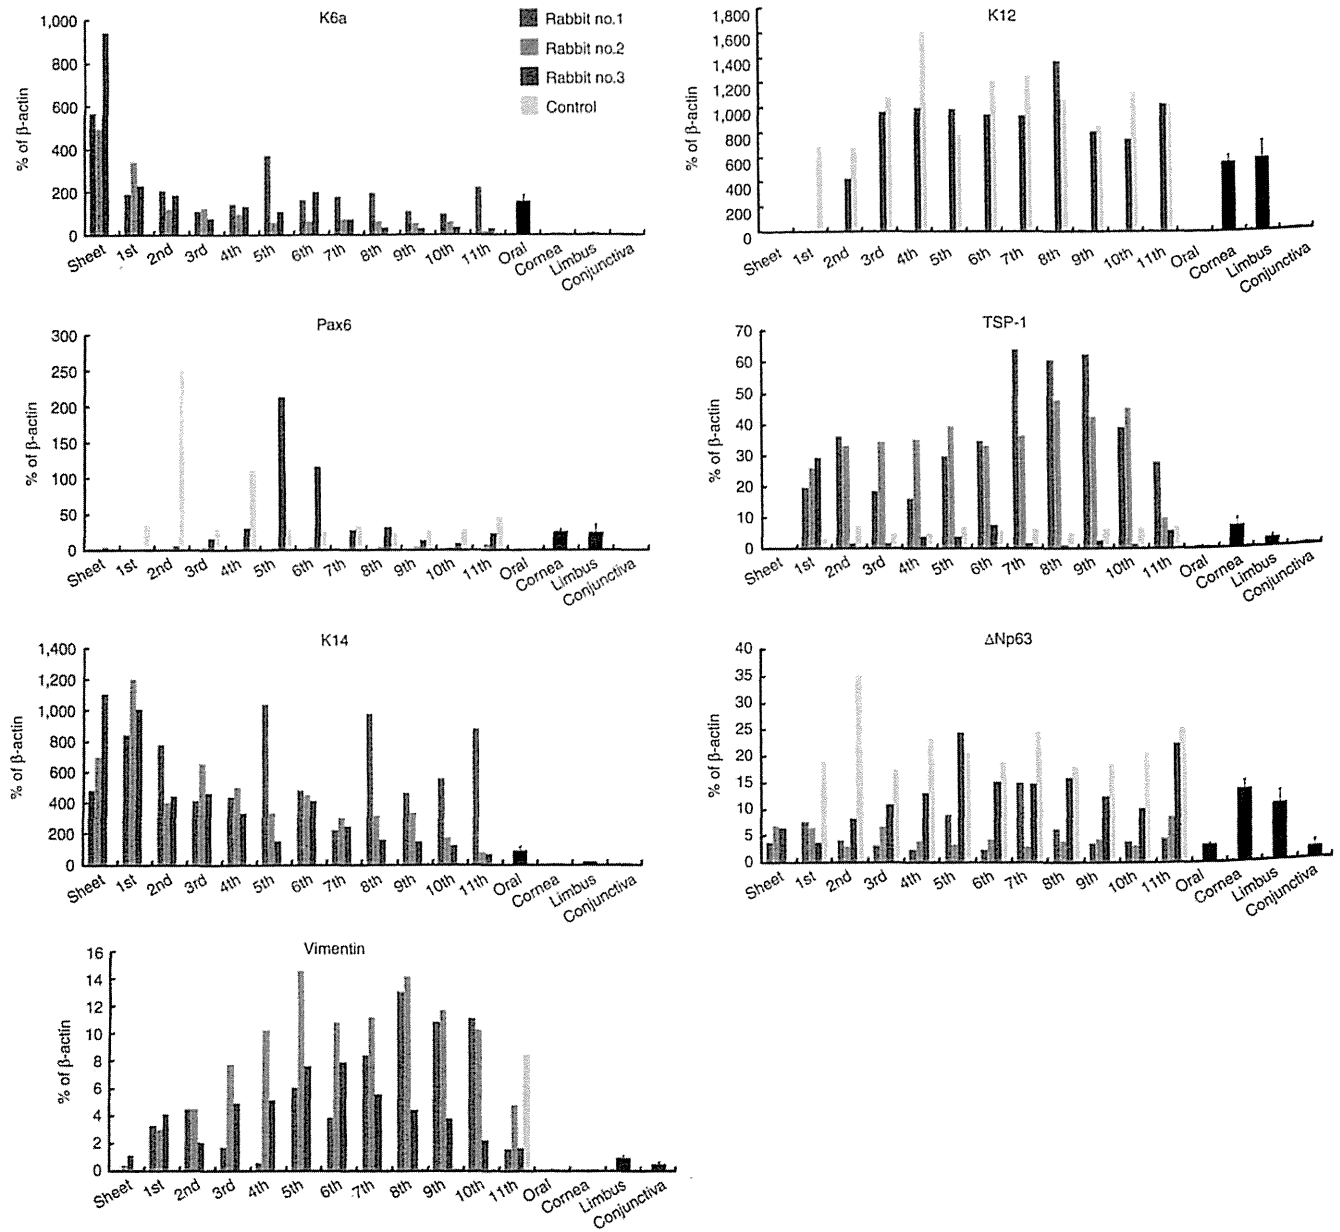 K6a
% of β-actin
1,000
800
600
400
200
0
Sheet 1st 2nd 3rd 4th 5th 6th 7th 8th 9th 10th 11th Oral Cornea Limbus Conjunctiva
Rabbit no.1
Rabbit no.2
Rabbit no.3
Control
K12
% of β-actin
1,800
1,600
1,400
1,200
1,000
800
600
400
200
0
Sheet 1st 2nd 3rd 4th 5th 6th 7th 8th 9th 10th 11th Oral Cornea Limbus Conjunctiva
Pax6
% of β-actin
300
250
200
150
100
50
0
Sheet 1st 2nd 3rd 4th 5th 6th 7th 8th 9th 10th 11th Oral Cornea Limbus Conjunctiva
TSP-1
% of β-actin
70
60
50
40
30
20
10
0
Sheet 1st 2nd 3rd 4th 5th 6th 7th 8th 9th 10th 11th Oral Cornea Limbus Conjunctiva
K14
% of β-actin
1,400
1,200
1,000
800
600
400
200
0
Sheet 1st 2nd 3rd 4th 5th 6th 7th 8th 9th 10th 11th Oral Cornea Limbus Conjunctiva
ΔNp63
% of β-actin
40
35
30
25
20
15
10
5
0
Sheet 1st 2nd 3rd 4th 5th 6th 7th 8th 9th 10th 11th Oral Cornea Limbus Conjunctiva
Vimentin
% of β-actin
16
14
12
10
8
6
4
2
0
Sheet 1st 2nd 3rd 4th 5th 6th 7th 8th 9th 10th 11th Oral Cornea Limbus Conjunctiva